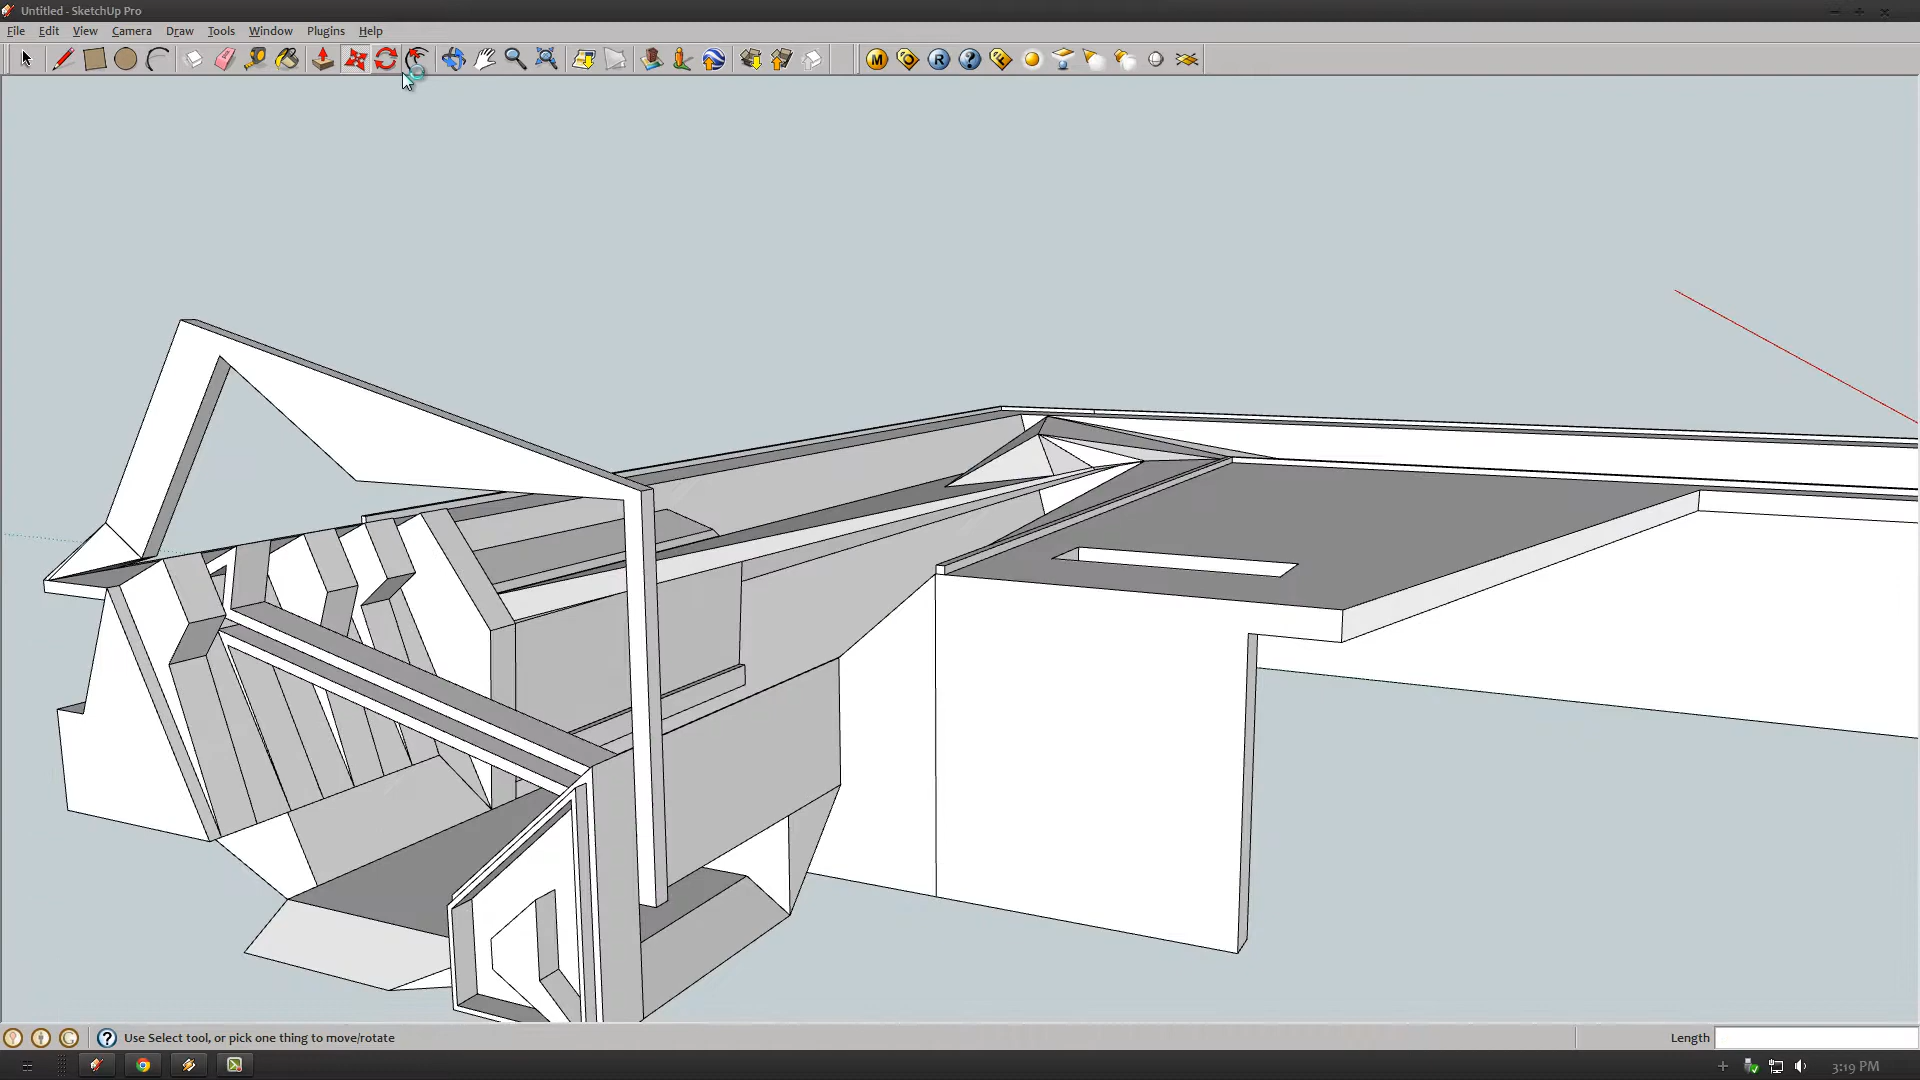 Untitled - SketchUp Pro
File Edit View Camera Draw Tools Window Plugins Help
M R ?
? Use Select tool, or pick one thing to move/rotate
Length
3:19 PM